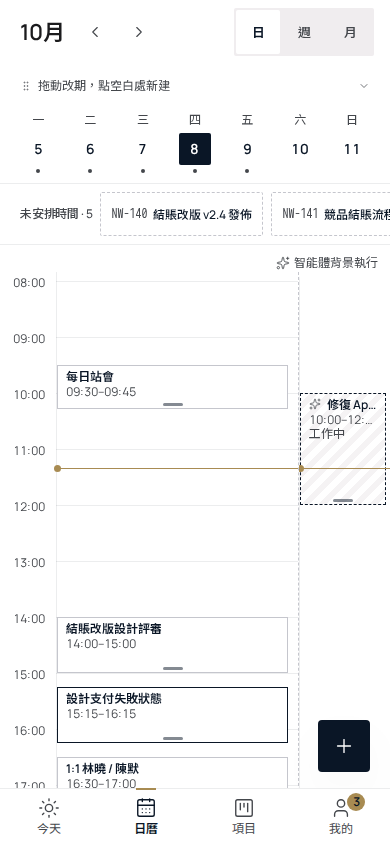 10月
日 週 月
拖動改期，點空白處新建
一 二 三 四 五 六 日
5 6 7 8 9 10 11
未安排時間 · 5
NW-140 結賬改版 v2.4 發佈
NW-141 競品結賬流程
智能體背景執行
08:00
09:00
每日站會
09:30–09:45
10:00
修復 Ap...
10:00–12:...
工作中
11:00
12:00
13:00
14:00
結賬改版設計評審
14:00–15:00
15:00
設計支付失敗狀態
15:15–16:15
16:00
1:1 林曉 / 陳默
16:30–17:00
17:00
今天 日曆 項目 我的
3